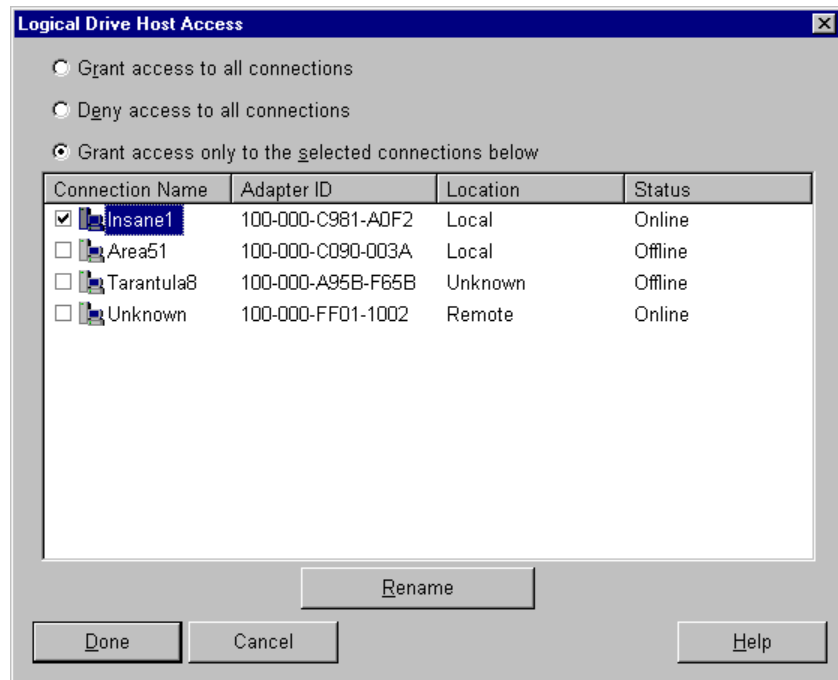 Logical Drive Host Access
Grant access to all connections
Deny access to all connections
Grant access only to the selected connections below
Connection Name Adapter ID Location Status
Insane1 100-000-C981-A0F2 Local Online
Area51 100-000-C090-003A Local Offline
Tarantula8 100-000-A95B-F65B Unknown Offline
Unknown 100-000-FF01-1002 Remote Online
Rename
Done Cancel Help